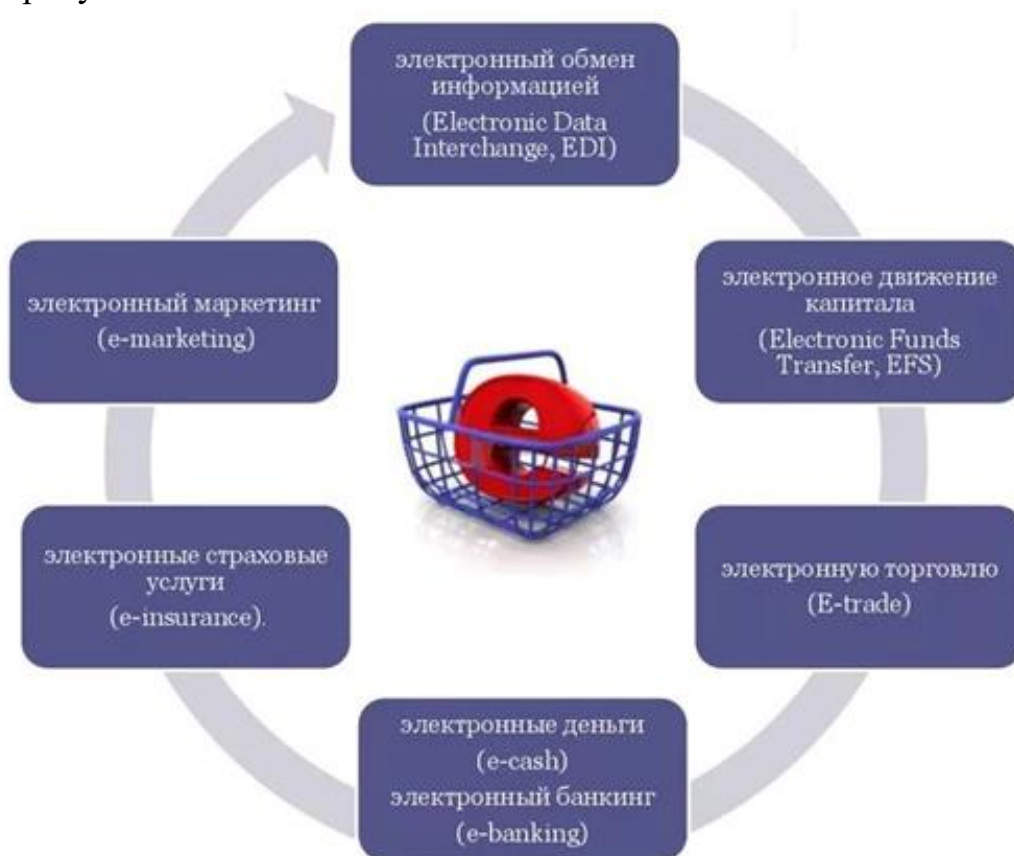 электронный обмен
информацией
(Electronic Data
Interchange, EDI)
электронное движение
капитала
(Electronic Funds
Transfer, EFS)
электронную торговлю
(E-trade)
электронные деньги
(e-cash)
электронный банкинг
(e-banking)
электронные страховые
услуги
(e-insurance).
электронный маркетинг
(e-marketing)